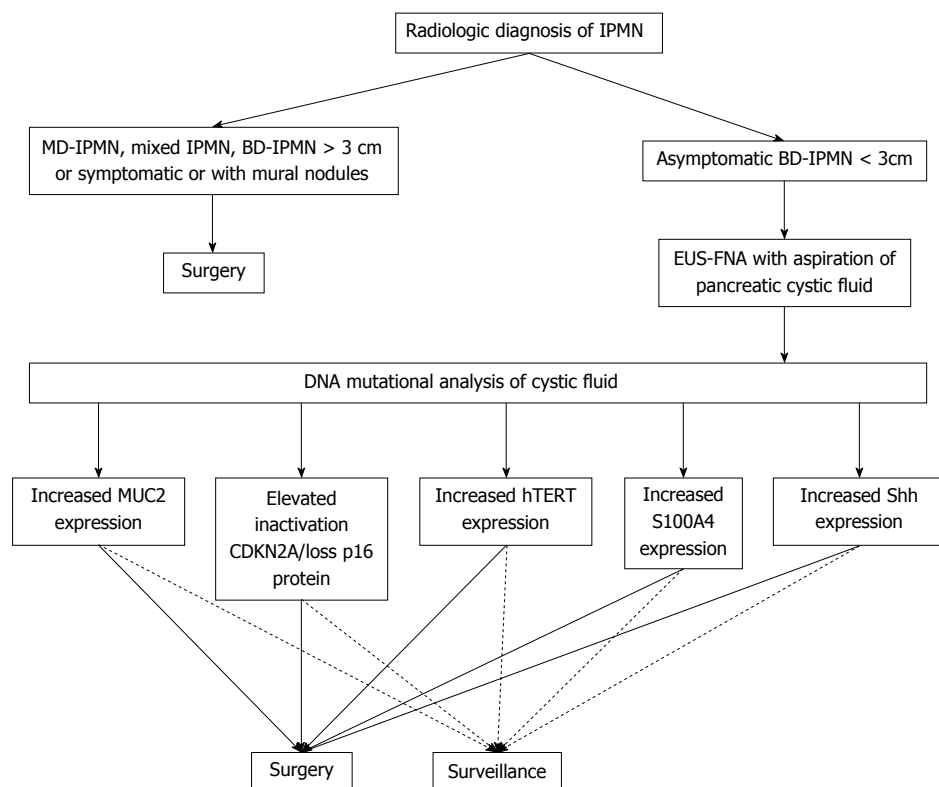 Radiologic diagnosis of IPMN
MD-IPMN, mixed IPMN, BD-IPMN > 3 cm
or symptomatic or with mural nodules
Asymptomatic BD-IPMN < 3cm
Surgery
EUS-FNA with aspiration of
pancreatic cystic fluid
DNA mutational analysis of cystic fluid
Increased MUC2
expression
Elevated
inactivation
CDKN2A/loss p16
protein
Increased hTERT
expression
Increased
S100A4
expression
Increased Shh
expression
Surgery
Surveillance